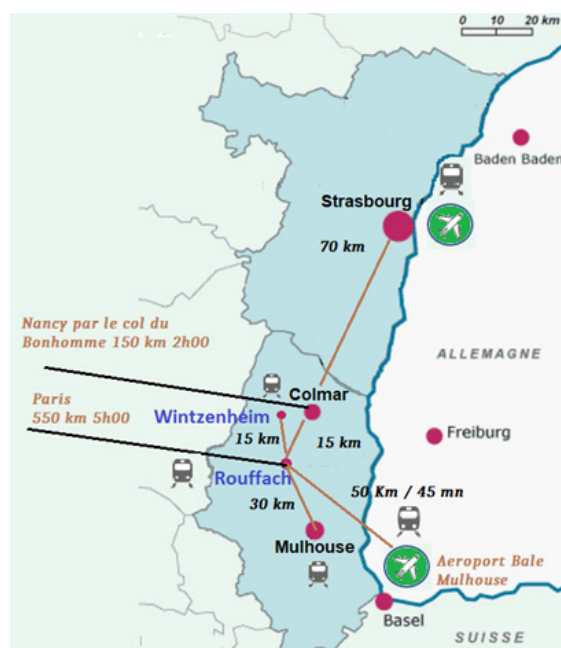 0 10 20 km
Baden Baden
Strasbourg
70 km
Nancy par le col du
Bonhomme 150 km 2h00
ALLEMAGNE
Paris
550 km 5h00
Colmar
Wintzenheim
15 km
15 km
Freiburg
Rouffach
50 Km / 45 mn
30 km
Mulhouse
Aeroport Bale
Mulhouse
Basel
SUISSE